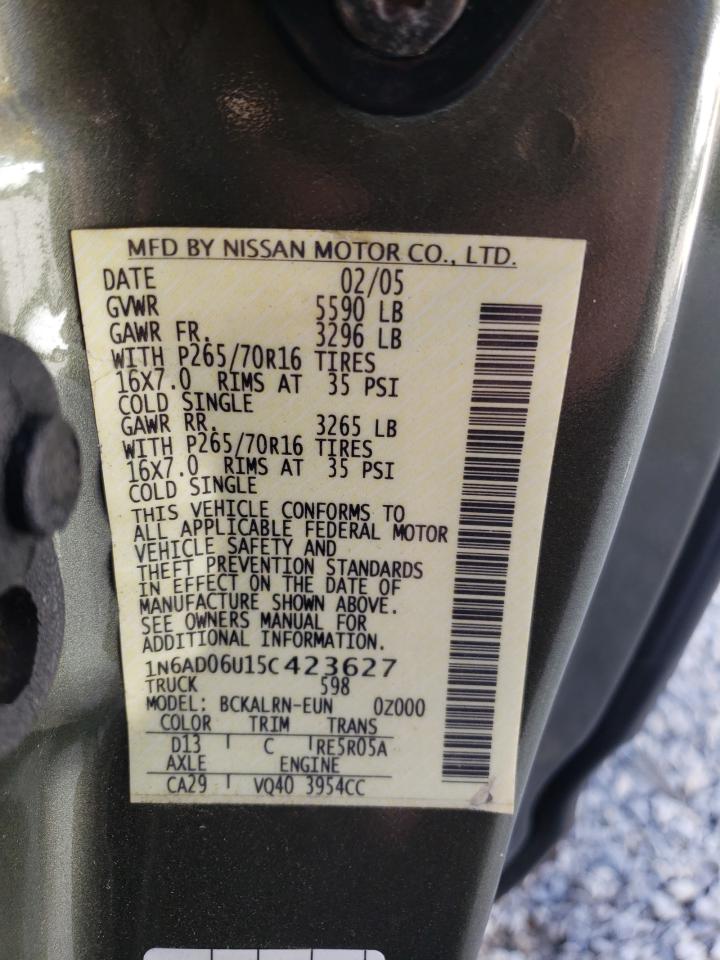 MFD BY NISSAN MOTOR CO., LTD.
DATE 02/05
GVWR 5590 LB
GAWR FR. 3296 LB
WITH P265/70R16 TIRES
16X7.0 RIMS AT 35 PSI
COLD SINGLE
GAWR RR. 3265 LB
WITH P265/70R16 TIRES
16X7.0 RIMS AT 35 PSI
COLD SINGLE
THIS VEHICLE CONFORMS TO
ALL APPLICABLE FEDERAL MOTOR
VEHICLE SAFETY AND
THEFT PREVENTION STANDARDS
IN EFFECT ON THE DATE OF
MANUFACTURE SHOWN ABOVE.
SEE OWNERS MANUAL FOR
ADDITIONAL INFORMATION.
1N6AD06U15C423627
TRUCK 598
MODEL: BCKALRN-EUN 0Z000
COLOR TRIM TRANS
D13 C RE5R05A
AXLE ENGINE
CA29 VQ40 3954CC